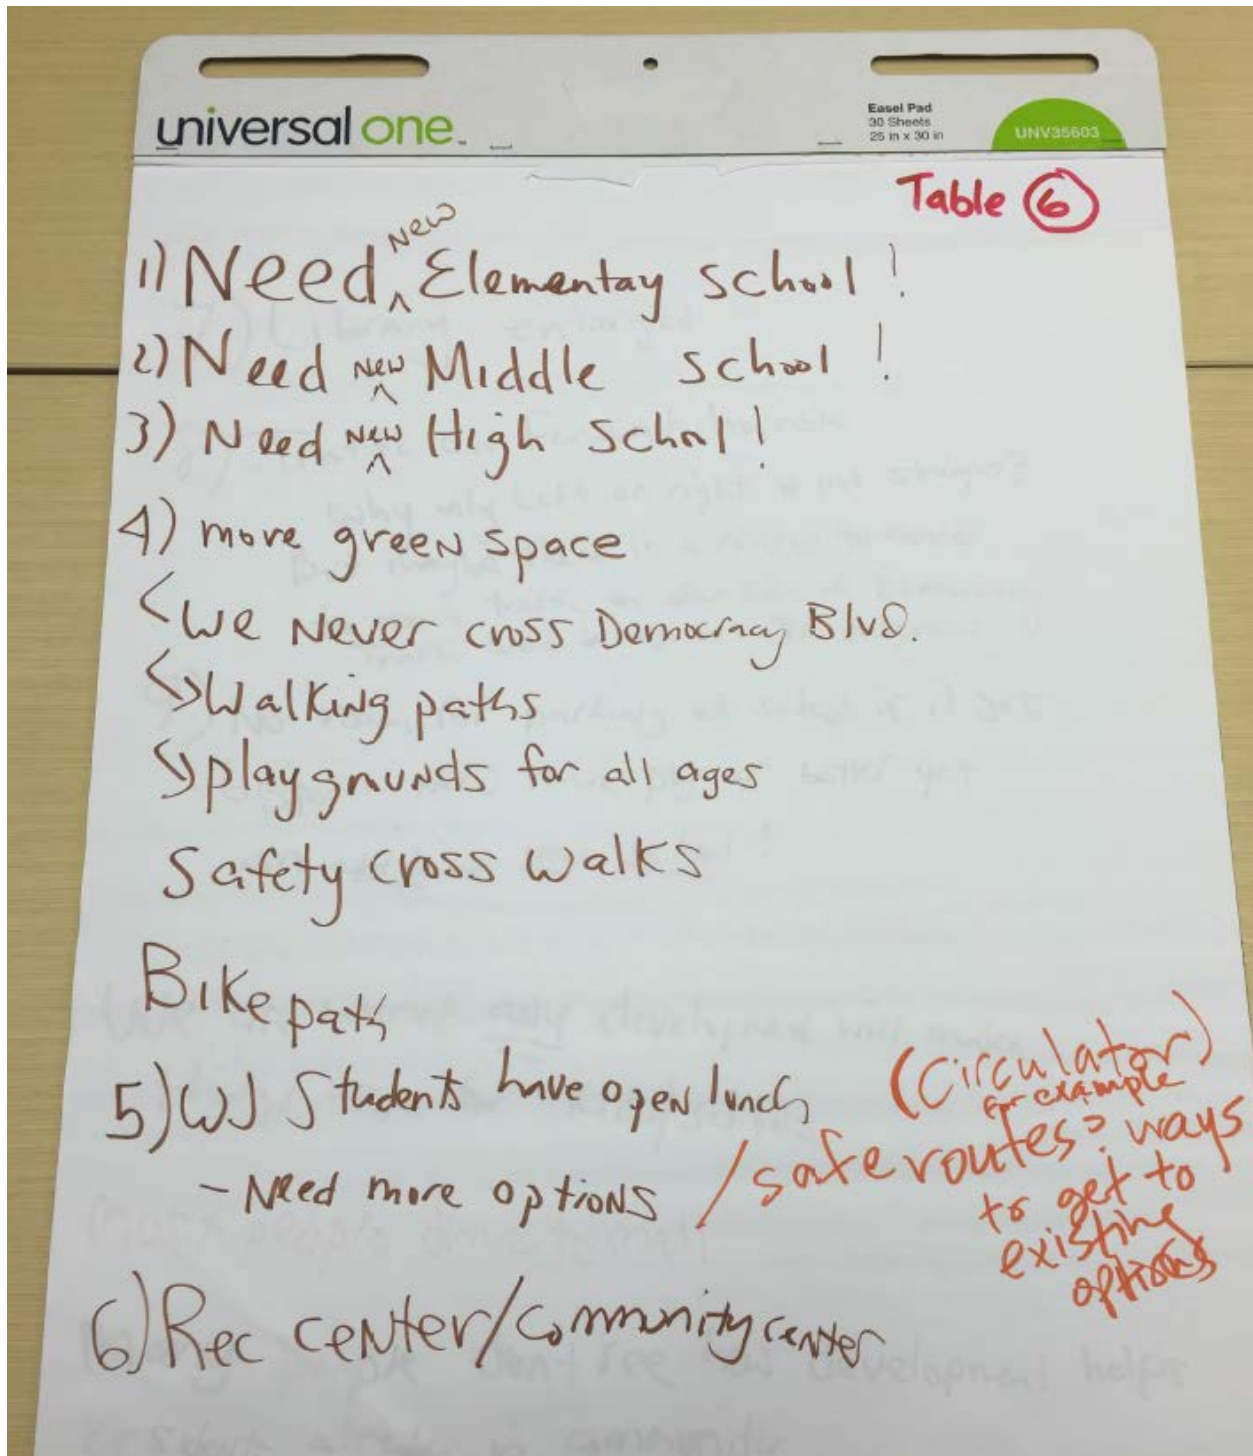 universal one
Easel Pad
30 Sheets
25 in x 30 in
UNV35603
Table 6
1) Need ^ New Elementay school!
2) Need ^ New Middle school!
3) Need ^ New High School!
4) more green space
We Never cross Democracy Blvd.
Walking paths
playgrounds for all ages
Safety cross walks
Bike path
5) WJ Students have open lunch
- Need more options
(Circulator)
for example
/ safe routes & ways
to get to
existing
options
6) Rec center/community center